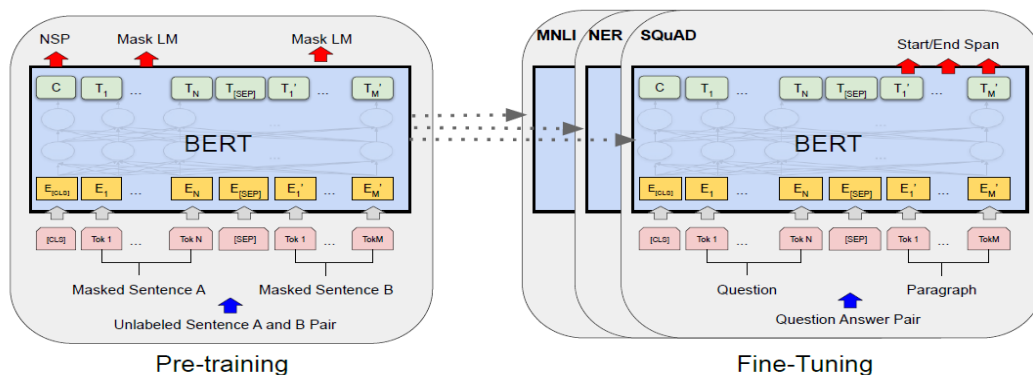 NSP Mask LM Mask LM
C T1 ... TN T[SEP] T1' ... TM'
BERT
E[CLS] E1 ... EN E[SEP] E1' ... EM'
[CLS] Tok 1 ... Tok N [SEP] Tok 1 ... TokM
Masked Sentence A Masked Sentence B
Unlabeled Sentence A and B Pair
Pre-training
MNLI NER SQuAD
Start/End Span
C T1 ... TN T[SEP] T1' ... TM'
BERT
E[CLS] E1 ... EN E[SEP] E1' ... EM'
[CLS] Tok 1 ... Tok N [SEP] Tok 1 ... TokM
Question Paragraph
Question Answer Pair
Fine-Tuning